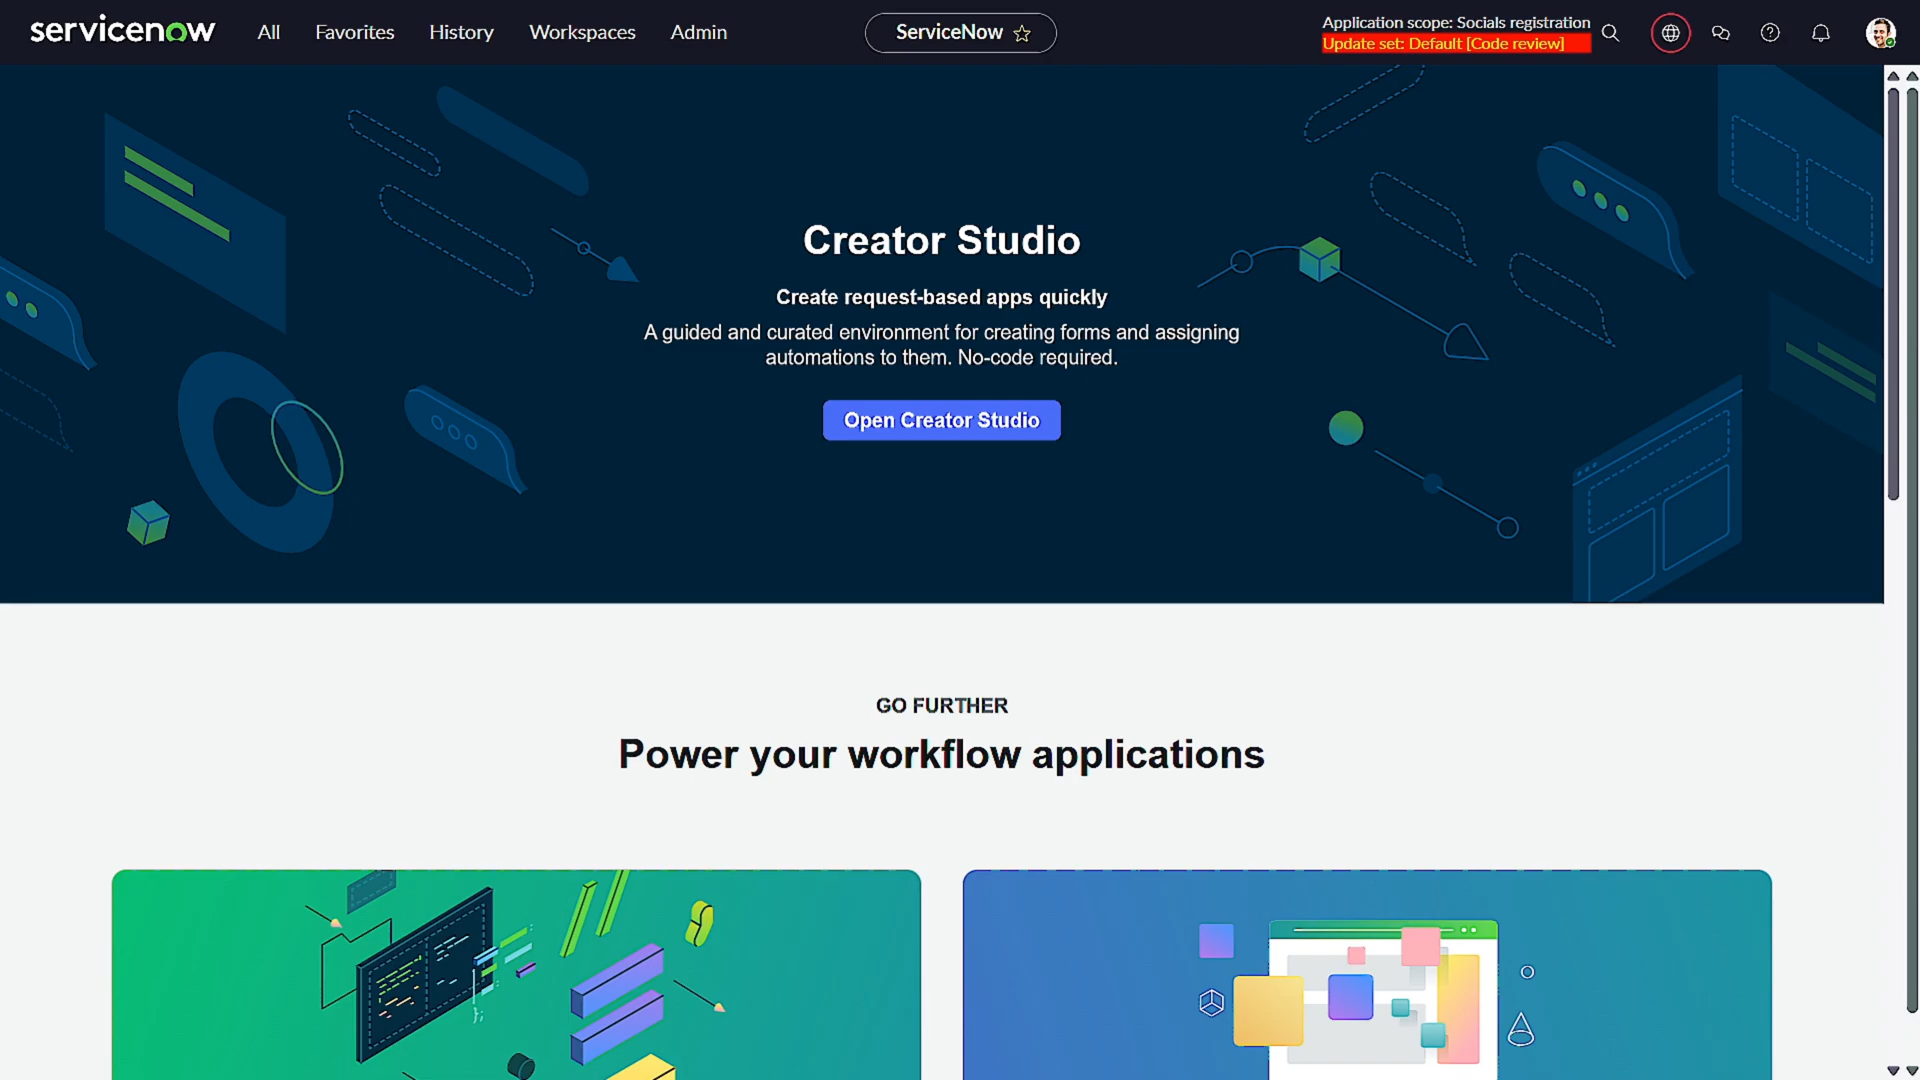 servicenow
All
Favorites
History
Workspaces
Admin
ServiceNow
Application scope: Socials registration
Update set: Default [Code review]
Creator Studio
Create request-based apps quickly
A guided and curated environment for creating forms and assigning
automations to them. No-code required.
Open Creator Studio
GO FURTHER
Power your workflow applications